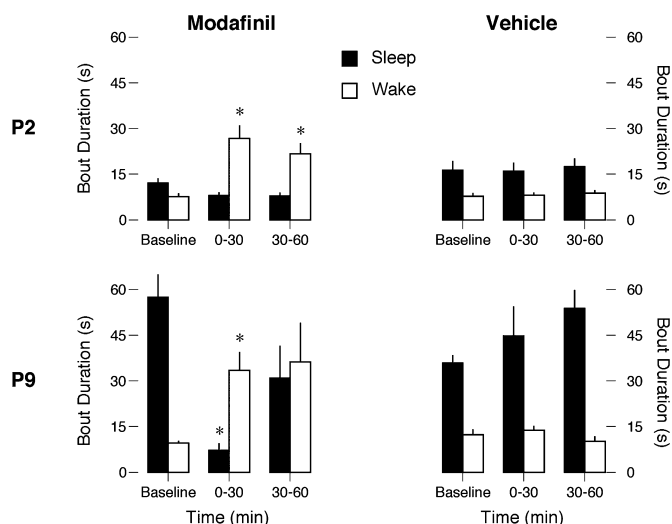 Modafinil
Vehicle
P2
Bout Duration (s)
60
45
30
15
0
*
*
Baseline
0-30
30-60
Sleep
Wake
60
45
30
15
0
Bout Duration (s)
Baseline
0-30
30-60
P9
Bout Duration (s)
60
45
30
15
0
*
*
Baseline
0-30
30-60
Time (min)
60
45
30
15
0
Bout Duration (s)
Baseline
0-30
30-60
Time (min)